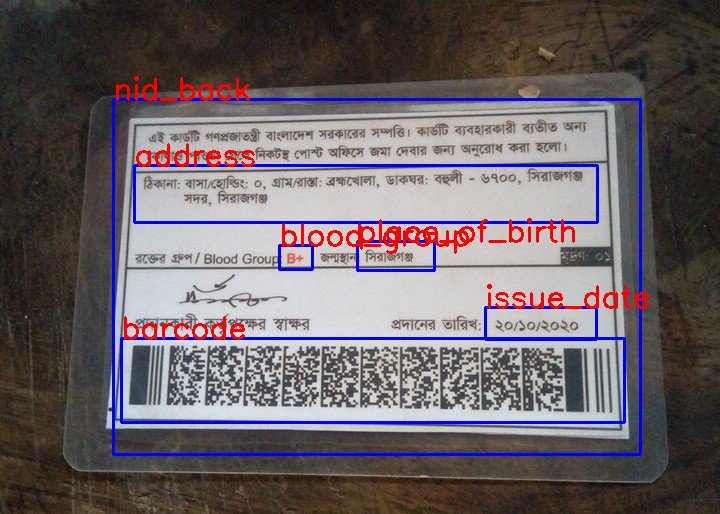 nid_back
এই কার্ডটি গণপ্রজাতন্ত্রী বাংলাদেশ সরকারের সম্পত্তি। কার্ডটি ব্যবহারকারী ব্যতীত অন্য
নিকটস্থ পোস্ট অফিসে জমা দেবার জন্য অনুরোধ করা হলো।
address
ঠিকানা: বাসা/হোল্ডিং: ০, গ্রাম/রাস্তা: ব্রহ্মখোলা, ডাকঘর: বহুলী - ৬৭০০, সিরাজগঞ্জ
সদর, সিরাজগঞ্জ
blood_group
place_of_birth
রক্তের গ্রুপ / Blood Group: B+ জন্মস্থান: সিরাজগঞ্জ মুদ্রণ: ০১
issue_date
প্রদানকারী কর্তৃপক্ষের স্বাক্ষর প্রদানের তারিখ: ২০/১০/২০২০
barcode